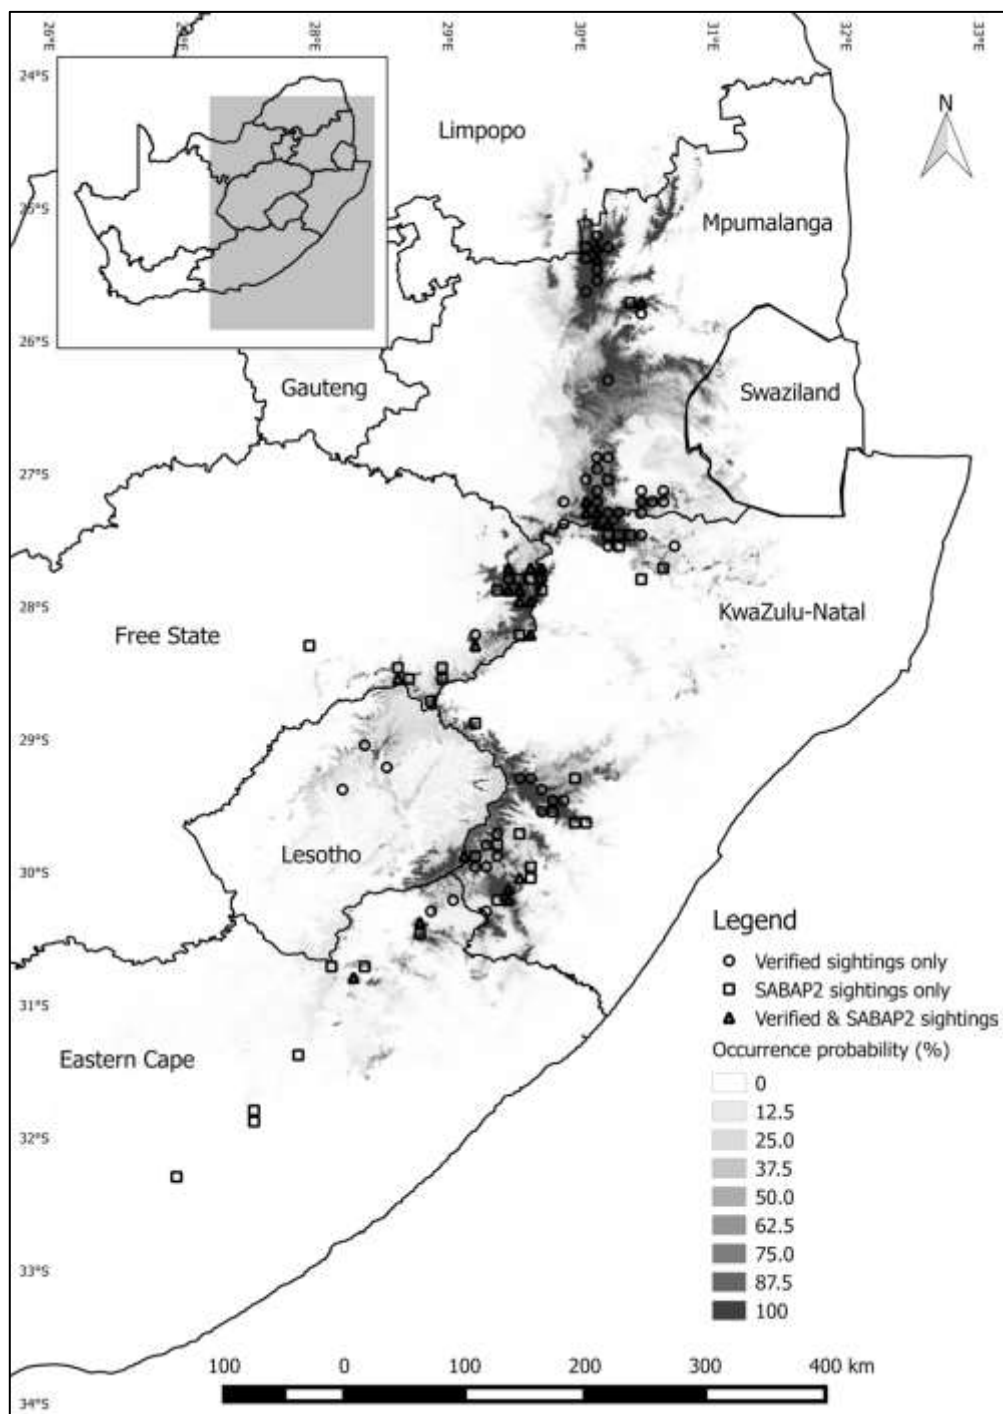 26°E
27°E
28°E
29°E
30°E
31°E
32°E
33°E
24°S
25°S
26°S
27°S
28°S
29°S
30°S
31°S
32°S
33°S
34°S
N
Limpopo
Mpumalanga
Gauteng
Swaziland
Free State
KwaZulu-Natal
Lesotho
Eastern Cape
Legend
Verified sightings only
SABAP2 sightings only
Verified & SABAP2 sightings
Occurrence probability (%)
0
12.5
25.0
37.5
50.0
62.5
75.0
87.5
100
100 0 100 200 300 400 km